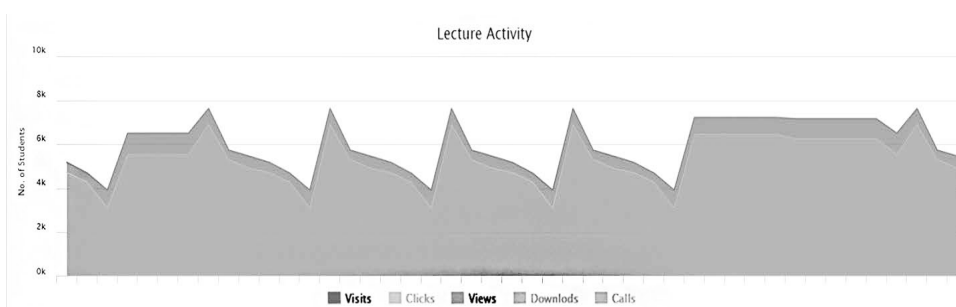 Lecture Activity
10k
8k
6k
4k
2k
0k
No. of Students
Visits Clicks Views Downlods Calls